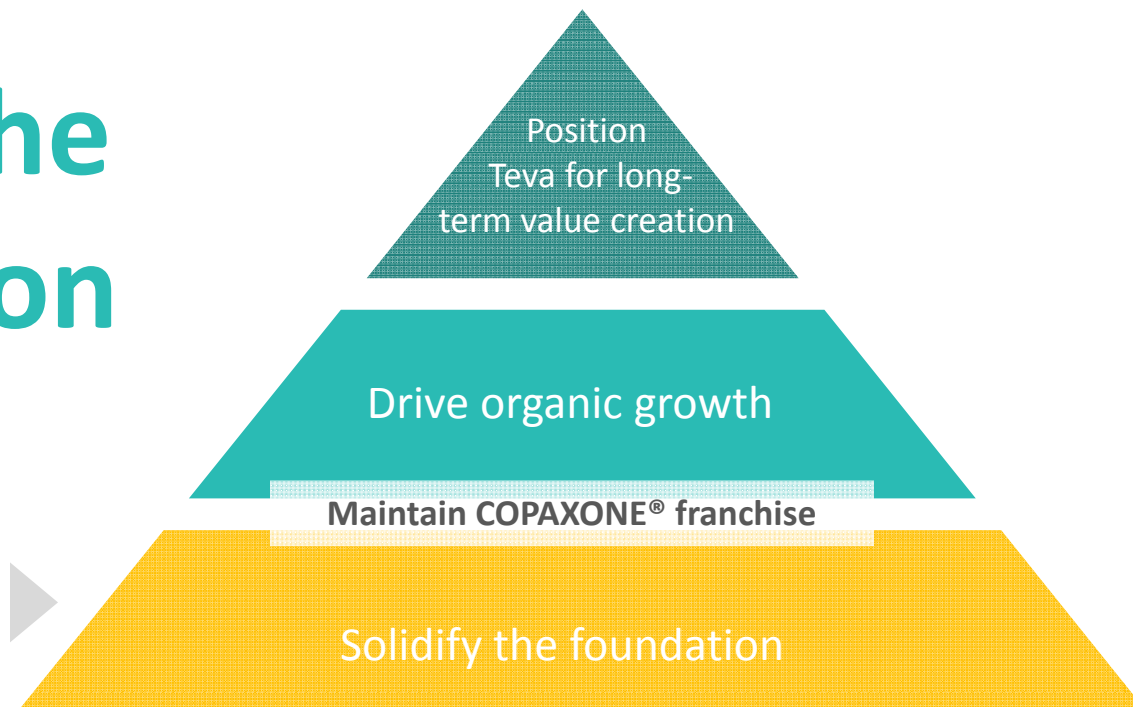 he
on
Position
Teva for long-
term value creation
Drive organic growth
Maintain COPAXONE® franchise
Solidify the foundation